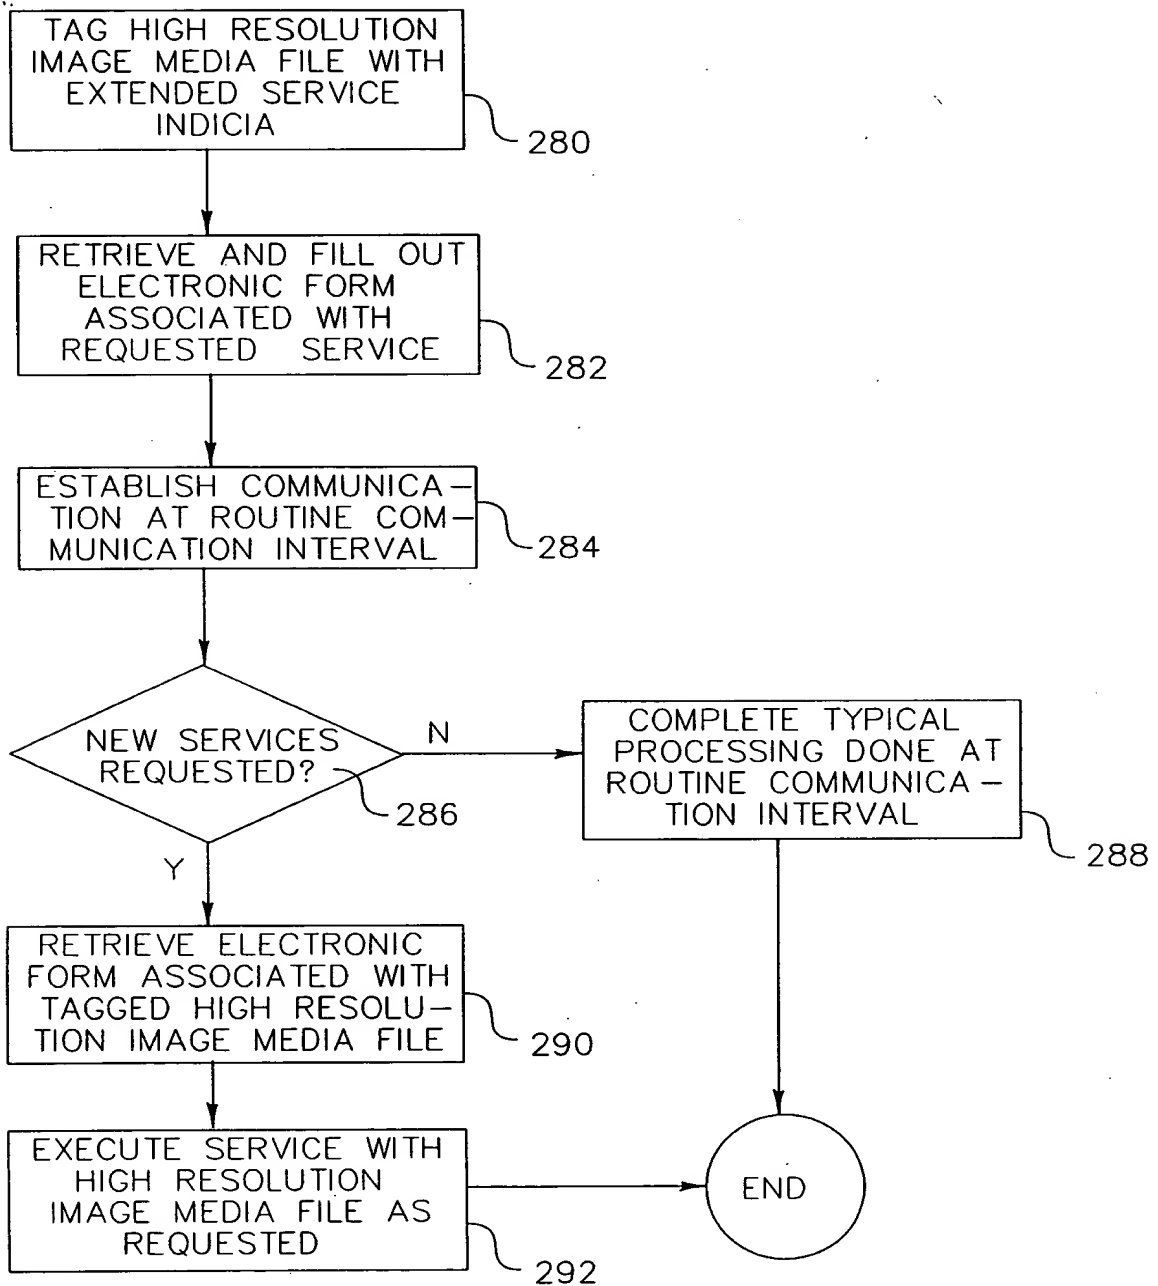 TAG HIGH RESOLUTION
IMAGE MEDIA FILE WITH
EXTENDED SERVICE
INDICIA
280
RETRIEVE AND FILL OUT
ELECTRONIC FORM
ASSOCIATED WITH
REQUESTED SERVICE
282
ESTABLISH COMMUNICA-
TION AT ROUTINE COM-
MUNICATION INTERVAL
284
NEW SERVICES
REQUESTED?
286
N
COMPLETE TYPICAL
PROCESSING DONE AT
ROUTINE COMMUNICA-
TION INTERVAL
288
Y
RETRIEVE ELECTRONIC
FORM ASSOCIATED WITH
TAGGED HIGH RESOLU-
TION IMAGE MEDIA FILE
290
EXECUTE SERVICE WITH
HIGH RESOLUTION
IMAGE MEDIA FILE AS
REQUESTED
292
END